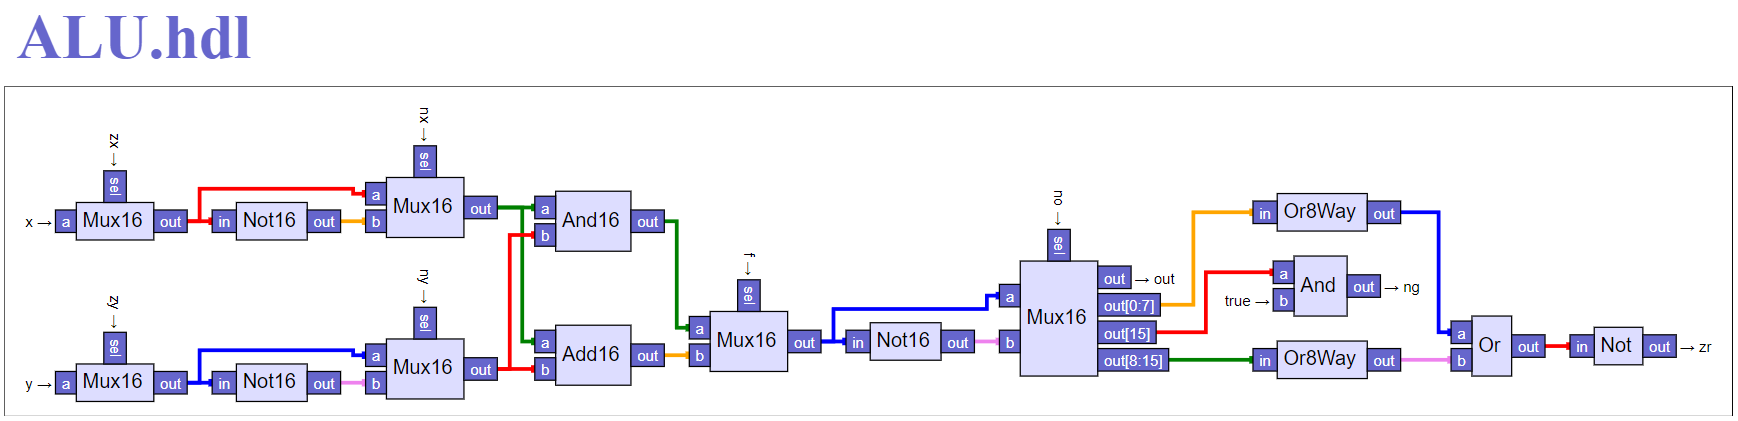 ALU.hdl
zx →
sel
x → a Mux16 out
in Not16 out
nx →
sel
a
b
Mux16
out
zy →
sel
y → a Mux16 out
in Not16 out
ny →
sel
a
b
Mux16
out
a
b
And16
out
a
b
Add16
out
f →
sel
a
b
Mux16
out
in Not16 out
no →
sel
a
b
Mux16
out → out
out[0:7]
out[15]
out[8:15]
in Or8Way out
a
true → b
And
out → ng
in Or8Way out
a
b
Or
out
in Not out → zr